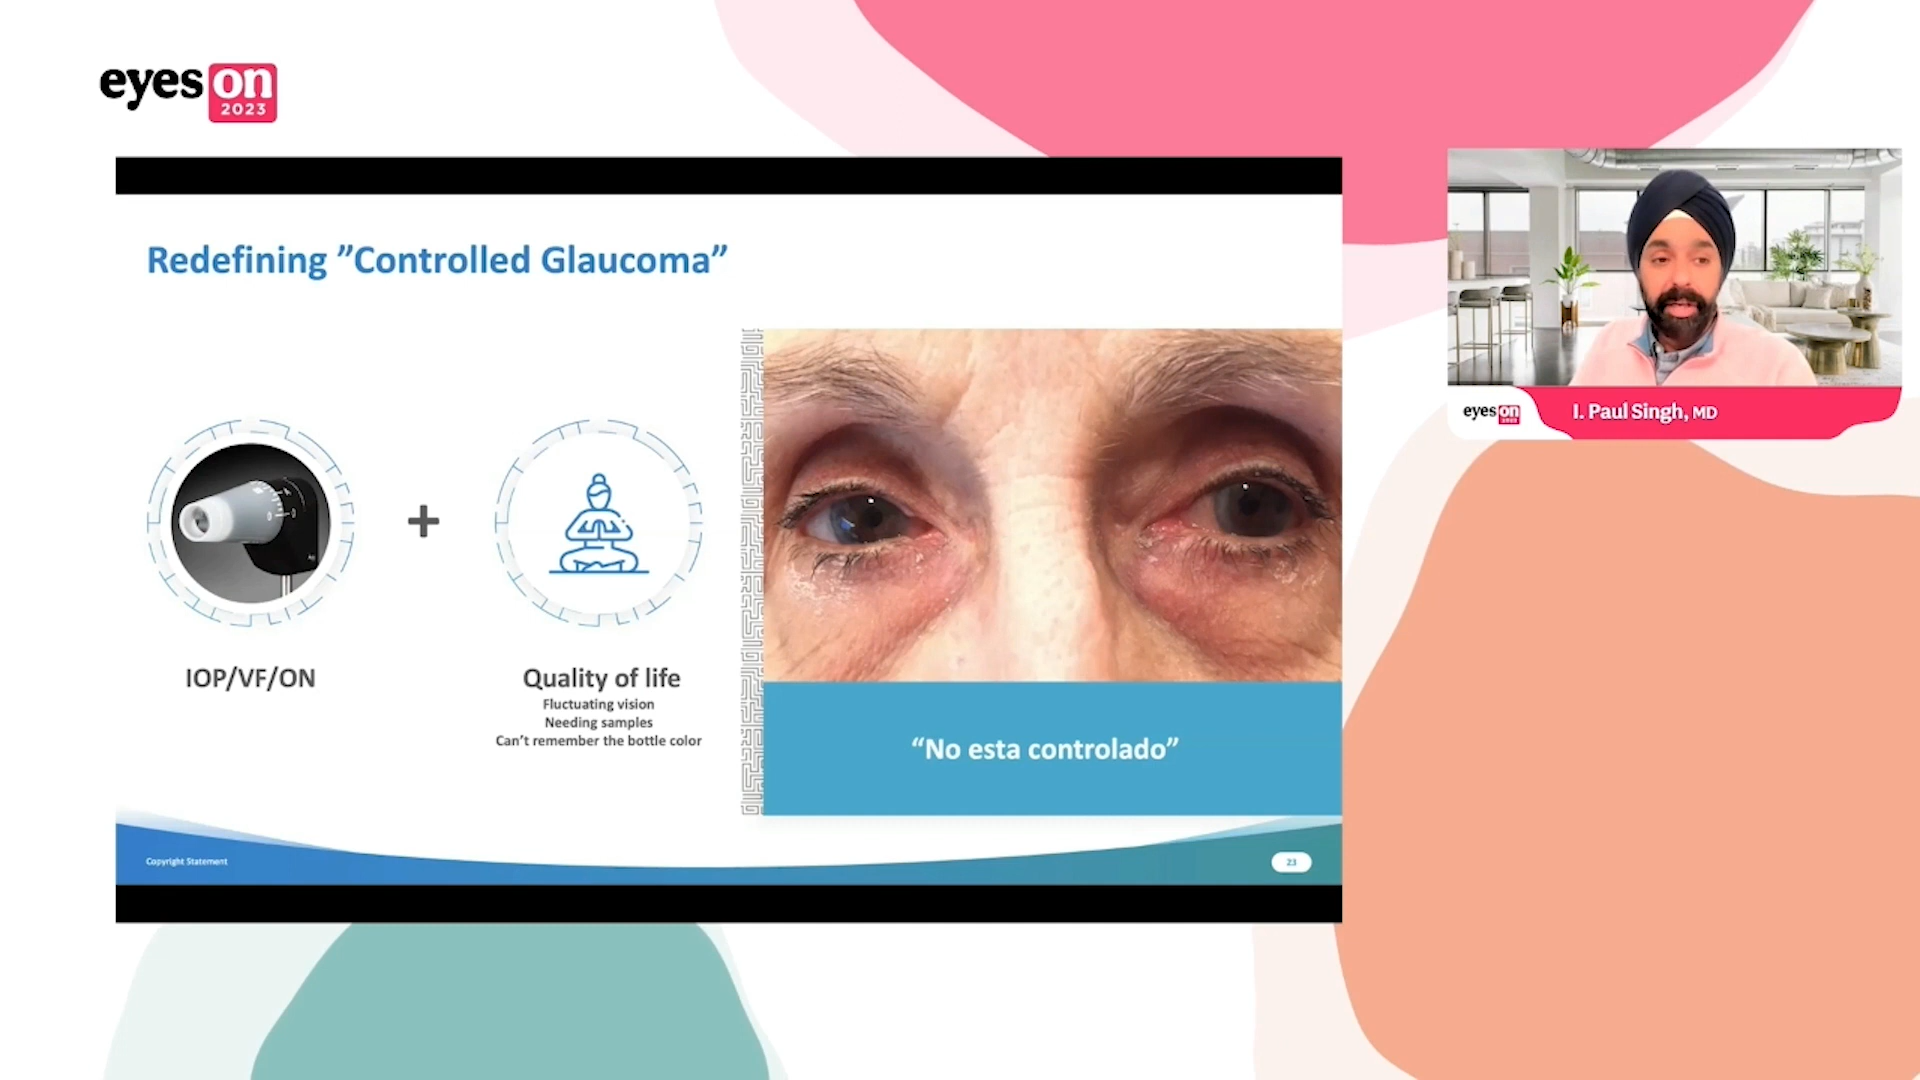 eyes on
2023
Redefining ”Controlled Glaucoma”
IOP/VF/ON
+
Quality of life
Fluctuating vision
Needing samples
Can’t remember the bottle color
“No esta controlado”
Copyright Statement
23
eyes on
I. Paul Singh, MD